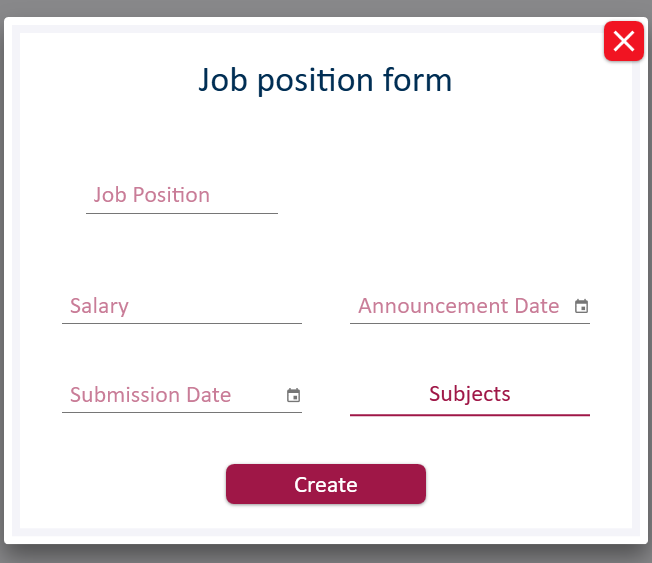 Job position form
Job Position
Salary
Announcement Date
Submission Date
Subjects
Create